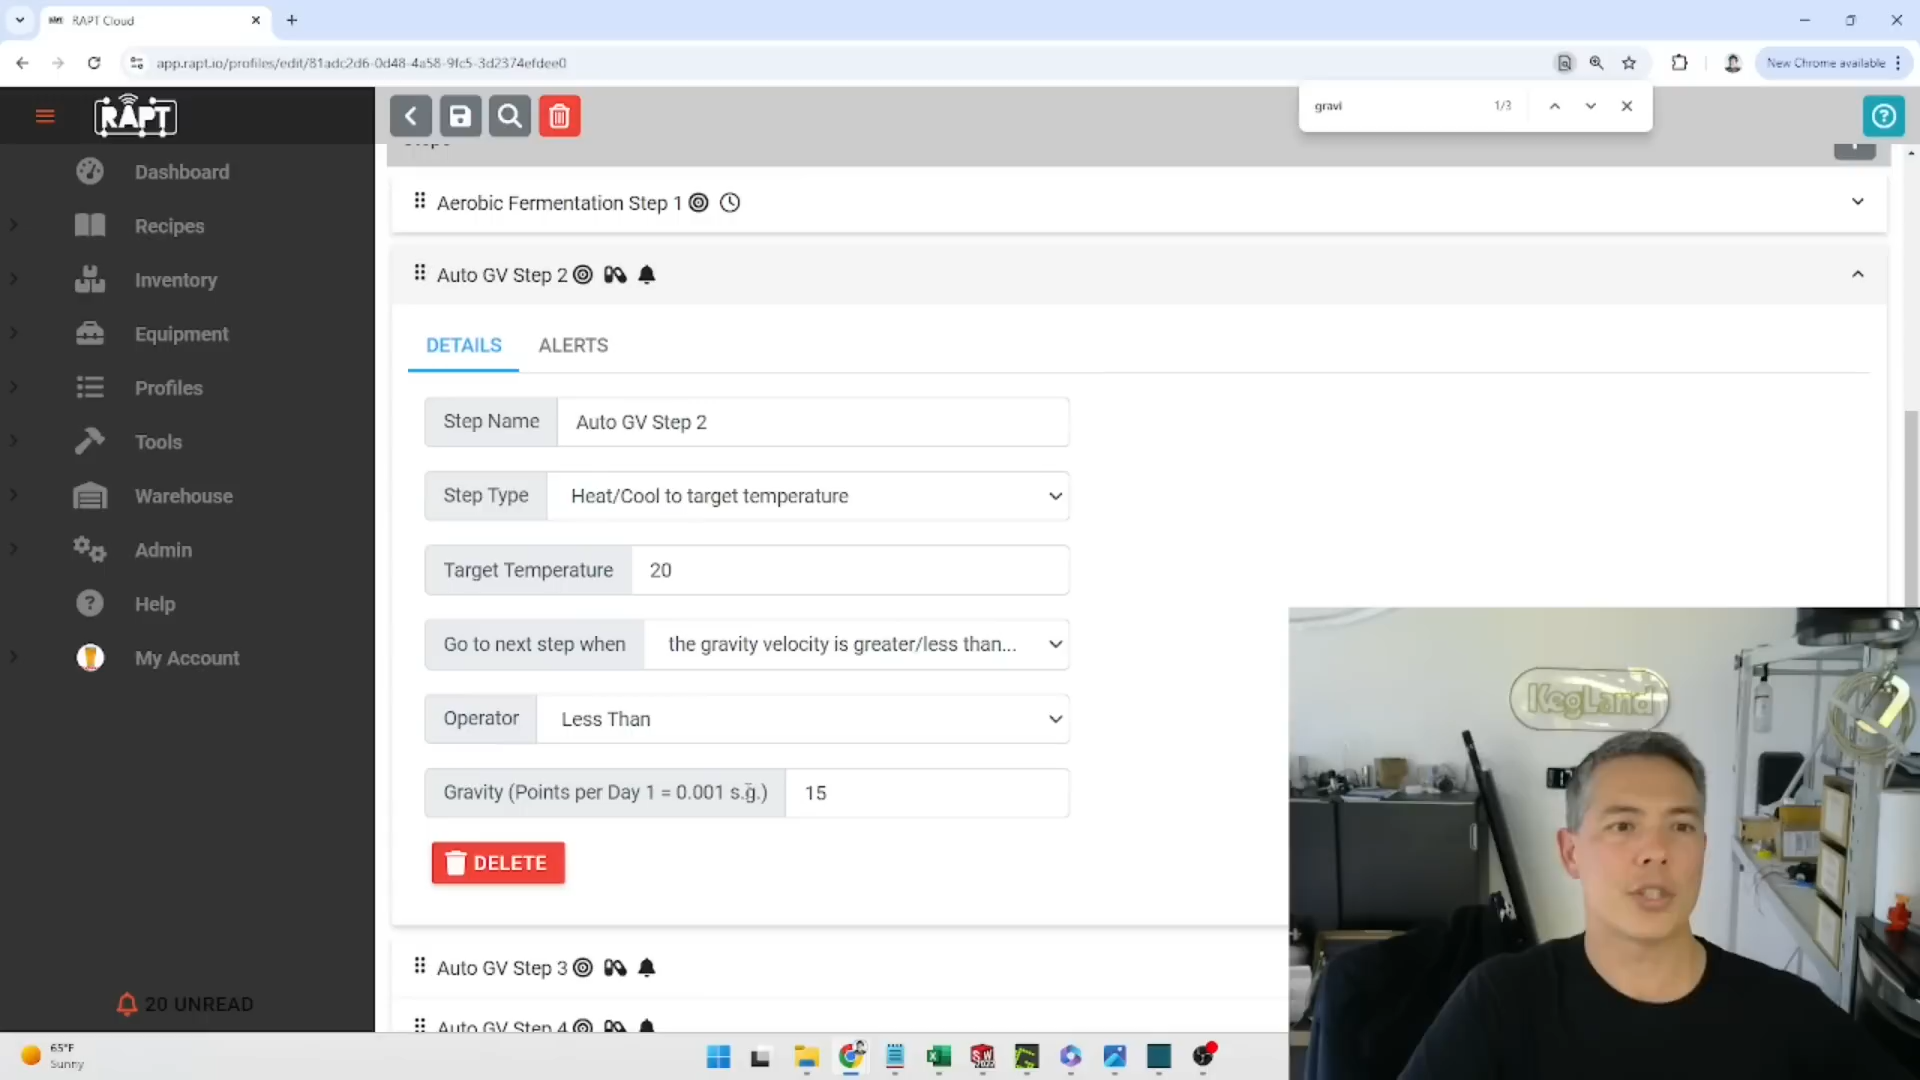 RAPT Cloud
app.rapt.io/profiles/edit/81adc2d6-0d48-4a58-9fc5-3d2374efdee0
New Chrome available
gravi 1/3
RAPT
Dashboard
Recipes
Inventory
Equipment
Profiles
Tools
Warehouse
Admin
Help
My Account
20 UNREAD
Steps
Aerobic Fermentation Step 1
Auto GV Step 2
DETAILS ALERTS
Step Name Auto GV Step 2
Step Type Heat/Cool to target temperature
Target Temperature 20
Go to next step when the gravity velocity is greater/less than...
Operator Less Than
Gravity (Points per Day 1 = 0.001 s.g.) 15
DELETE
Auto GV Step 3
Auto GV Step 4
KegLand
65°F
Sunny